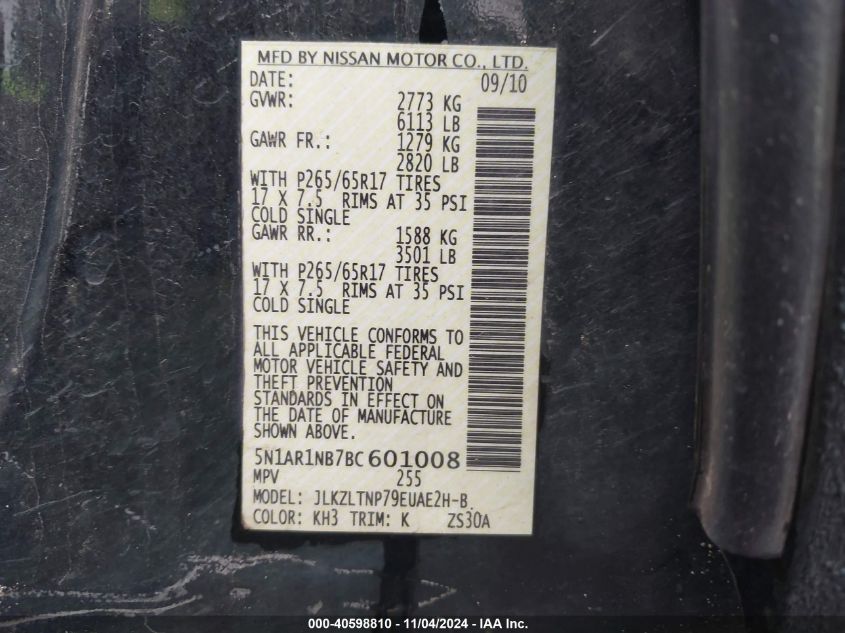 MFD BY NISSAN MOTOR CO., LTD.
DATE: 09/10
GVWR: 2773 KG
6113 LB
GAWR FR.: 1279 KG
2820 LB
WITH P265/65R17 TIRES
17 X 7.5 RIMS AT 35 PSI
COLD SINGLE
GAWR RR.: 1588 KG
3501 LB
WITH P265/65R17 TIRES
17 X 7.5 RIMS AT 35 PSI
COLD SINGLE
THIS VEHICLE CONFORMS TO
ALL APPLICABLE FEDERAL
MOTOR VEHICLE SAFETY AND
THEFT PREVENTION
STANDARDS IN EFFECT ON
THE DATE OF MANUFACTURE
SHOWN ABOVE.
5N1AR1NB7BC601008
MPV 255
MODEL: JLKZLTNP79EUAE2H-B
COLOR: KH3 TRIM: K ZS30A
000-40598810 - 11/04/2024 - IAA Inc.